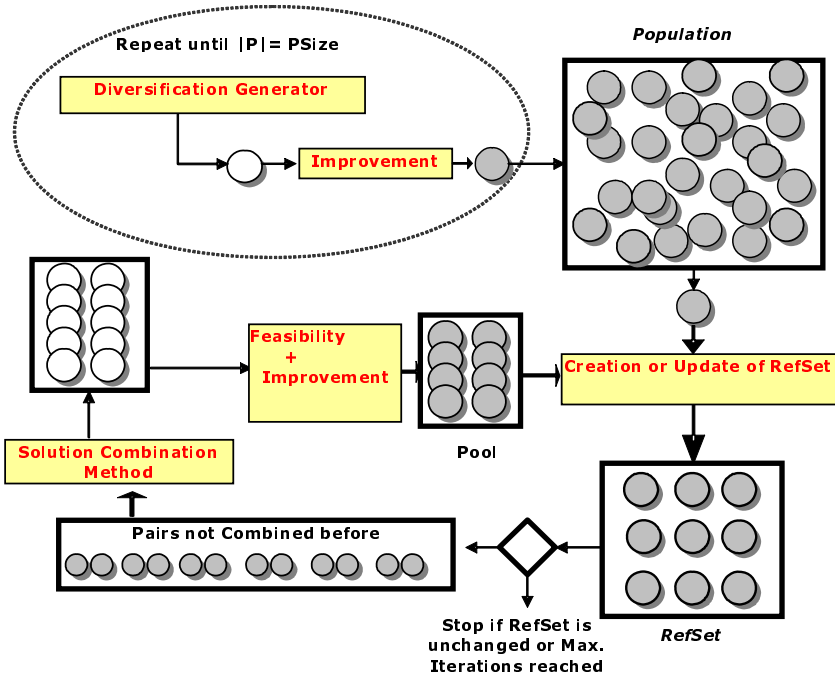 Repeat until |P|= PSize
Population
Diversification Generator
Improvement
Feasibility
+
Improvement
Creation or Update of RefSet
Pool
Solution Combination
Method
Pairs not Combined before
Stop if RefSet is
unchanged or Max.
Iterations reached
RefSet